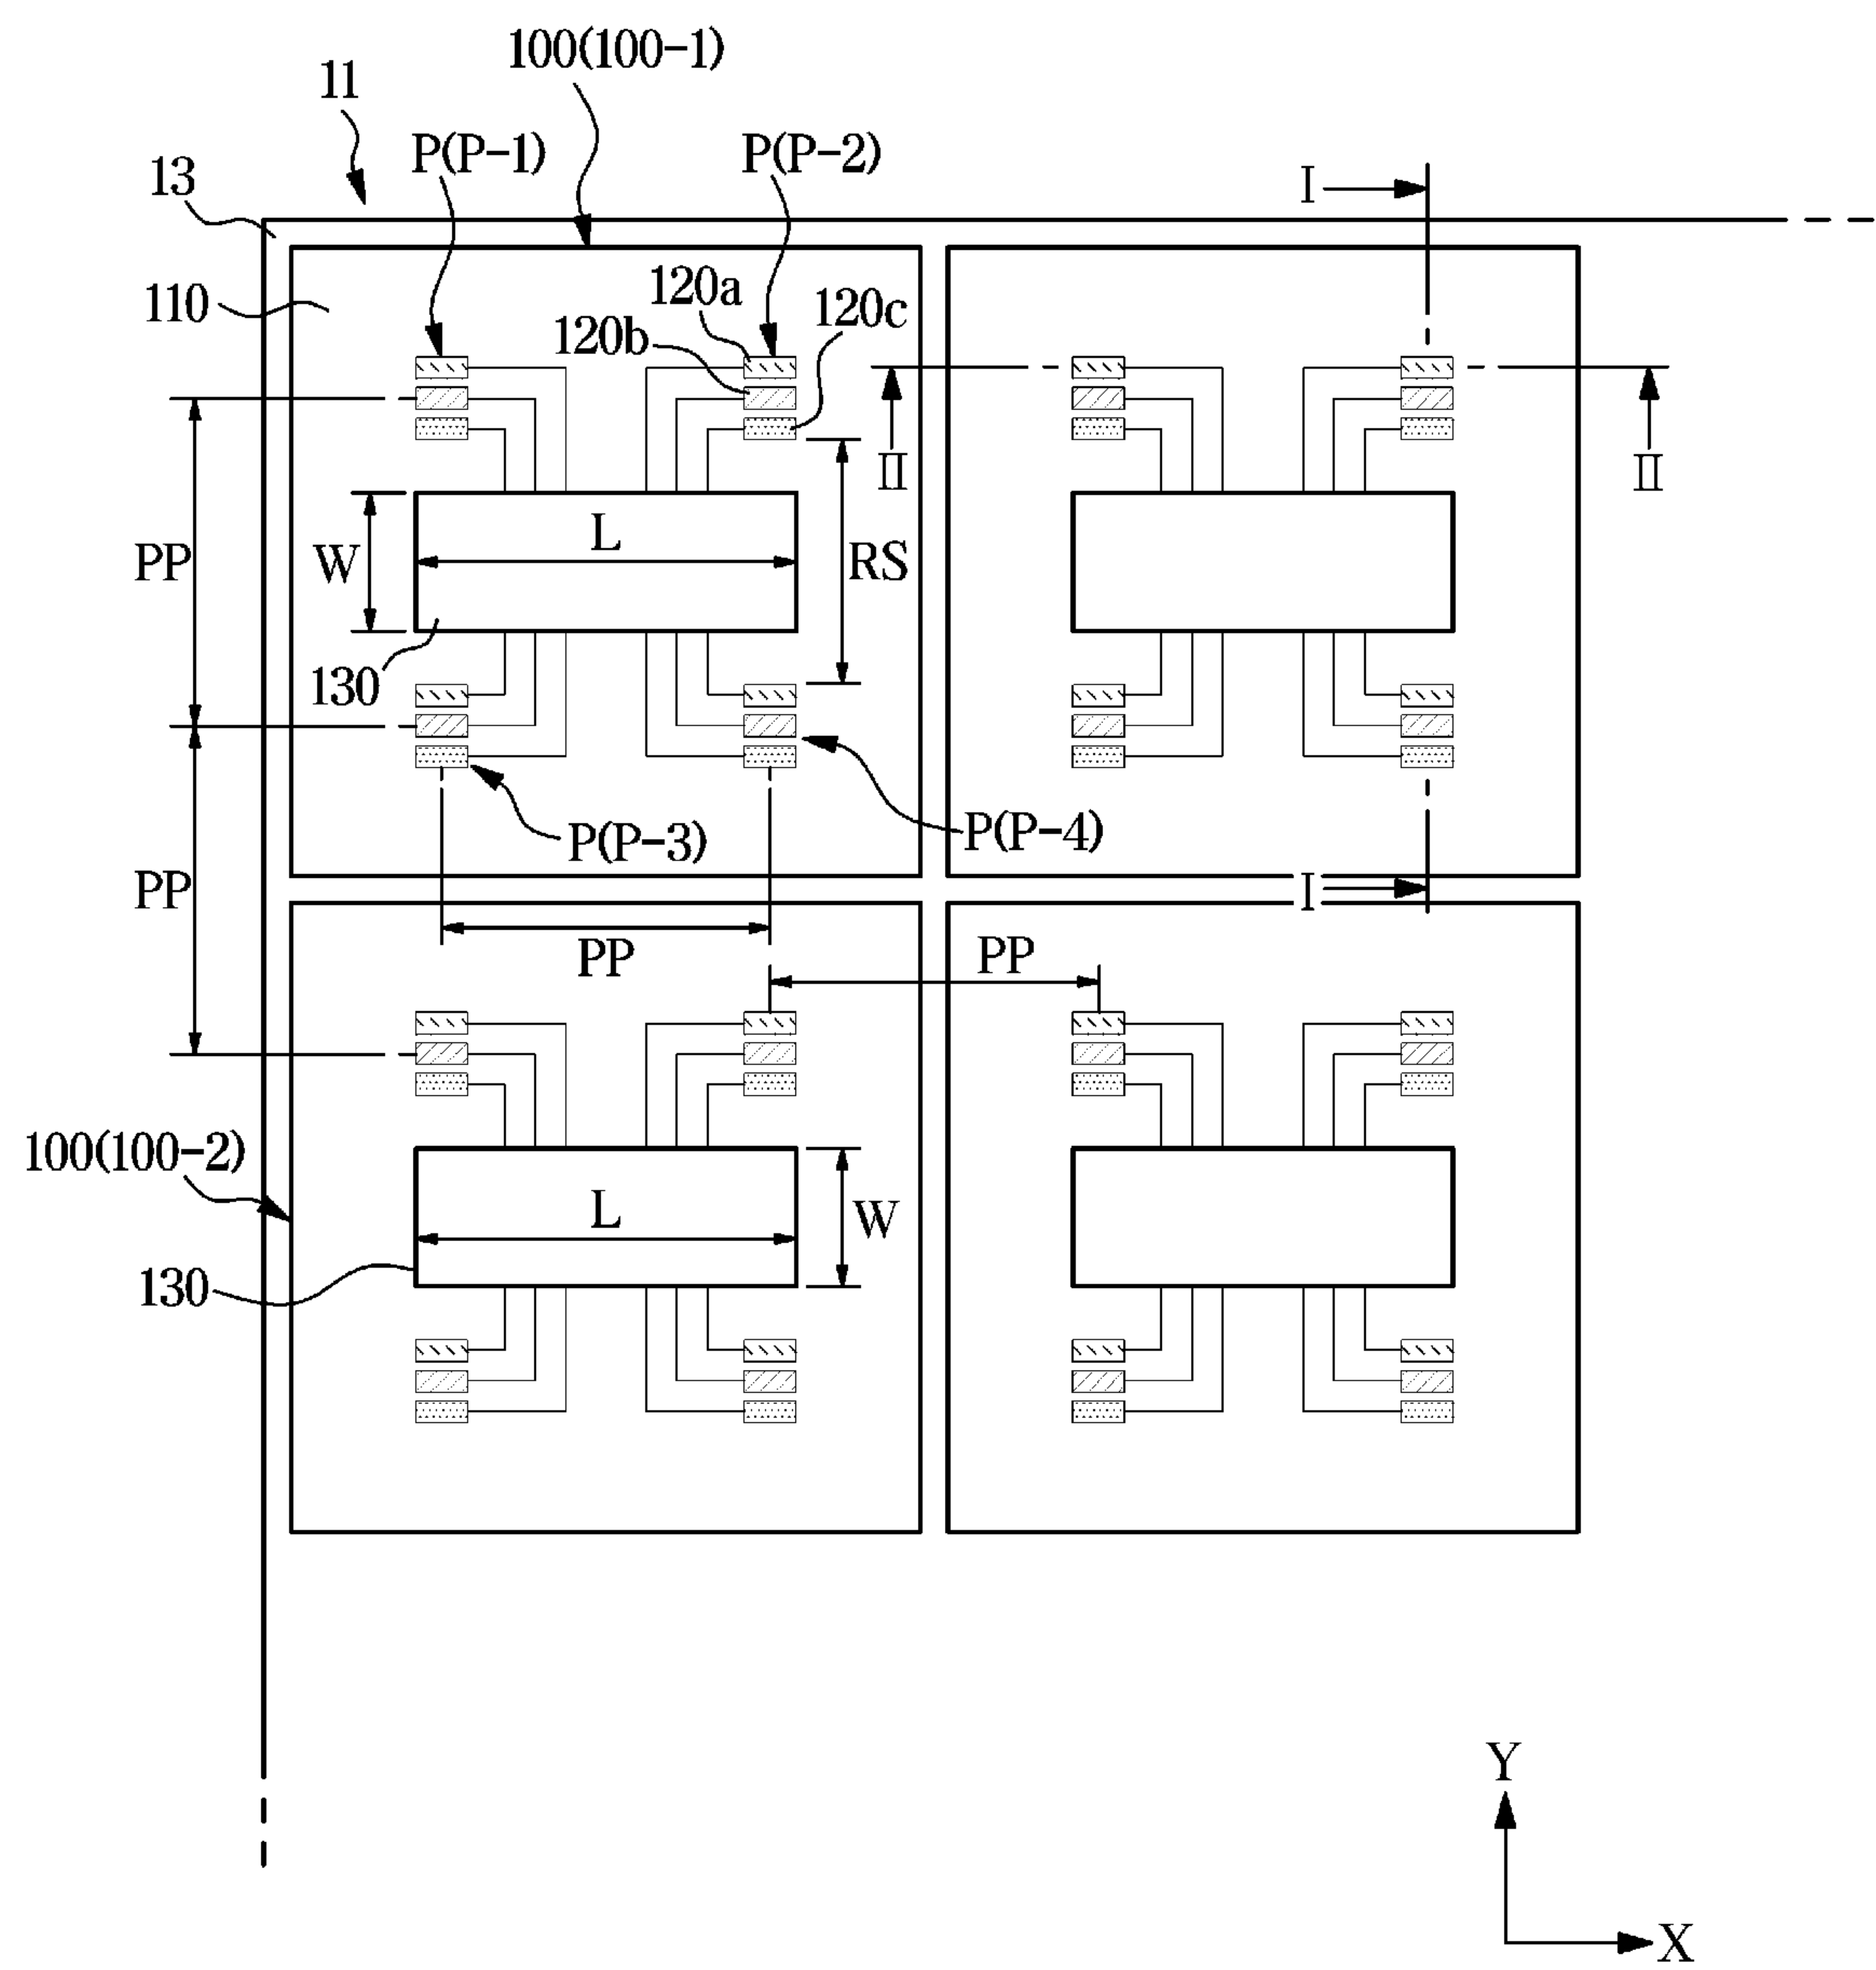 100(100-1)
11
P(P-1)
P(P-2)
13
I
110
120a
120c
120b
II
II
PP
W
L
RS
130
P(P-3)
P(P-4)
PP
I
PP
PP
100(100-2)
L
W
130
Y
X